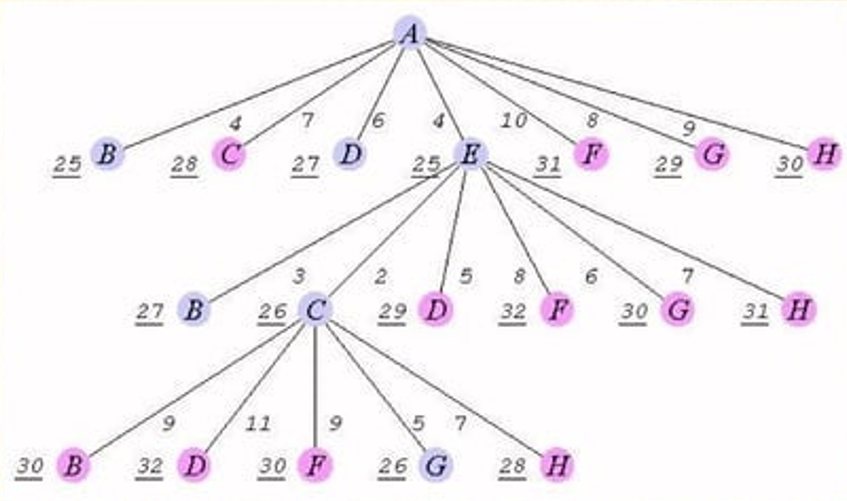 A
4 7 6 4 10 8 9
25 B 28 C 27 D 25 E 31 F 29 G 30 H
3 2 5 8 6 7
27 B 26 C 29 D 32 F 30 G 31 H
9 11 9 5 7
30 B 32 D 30 F 26 G 28 H